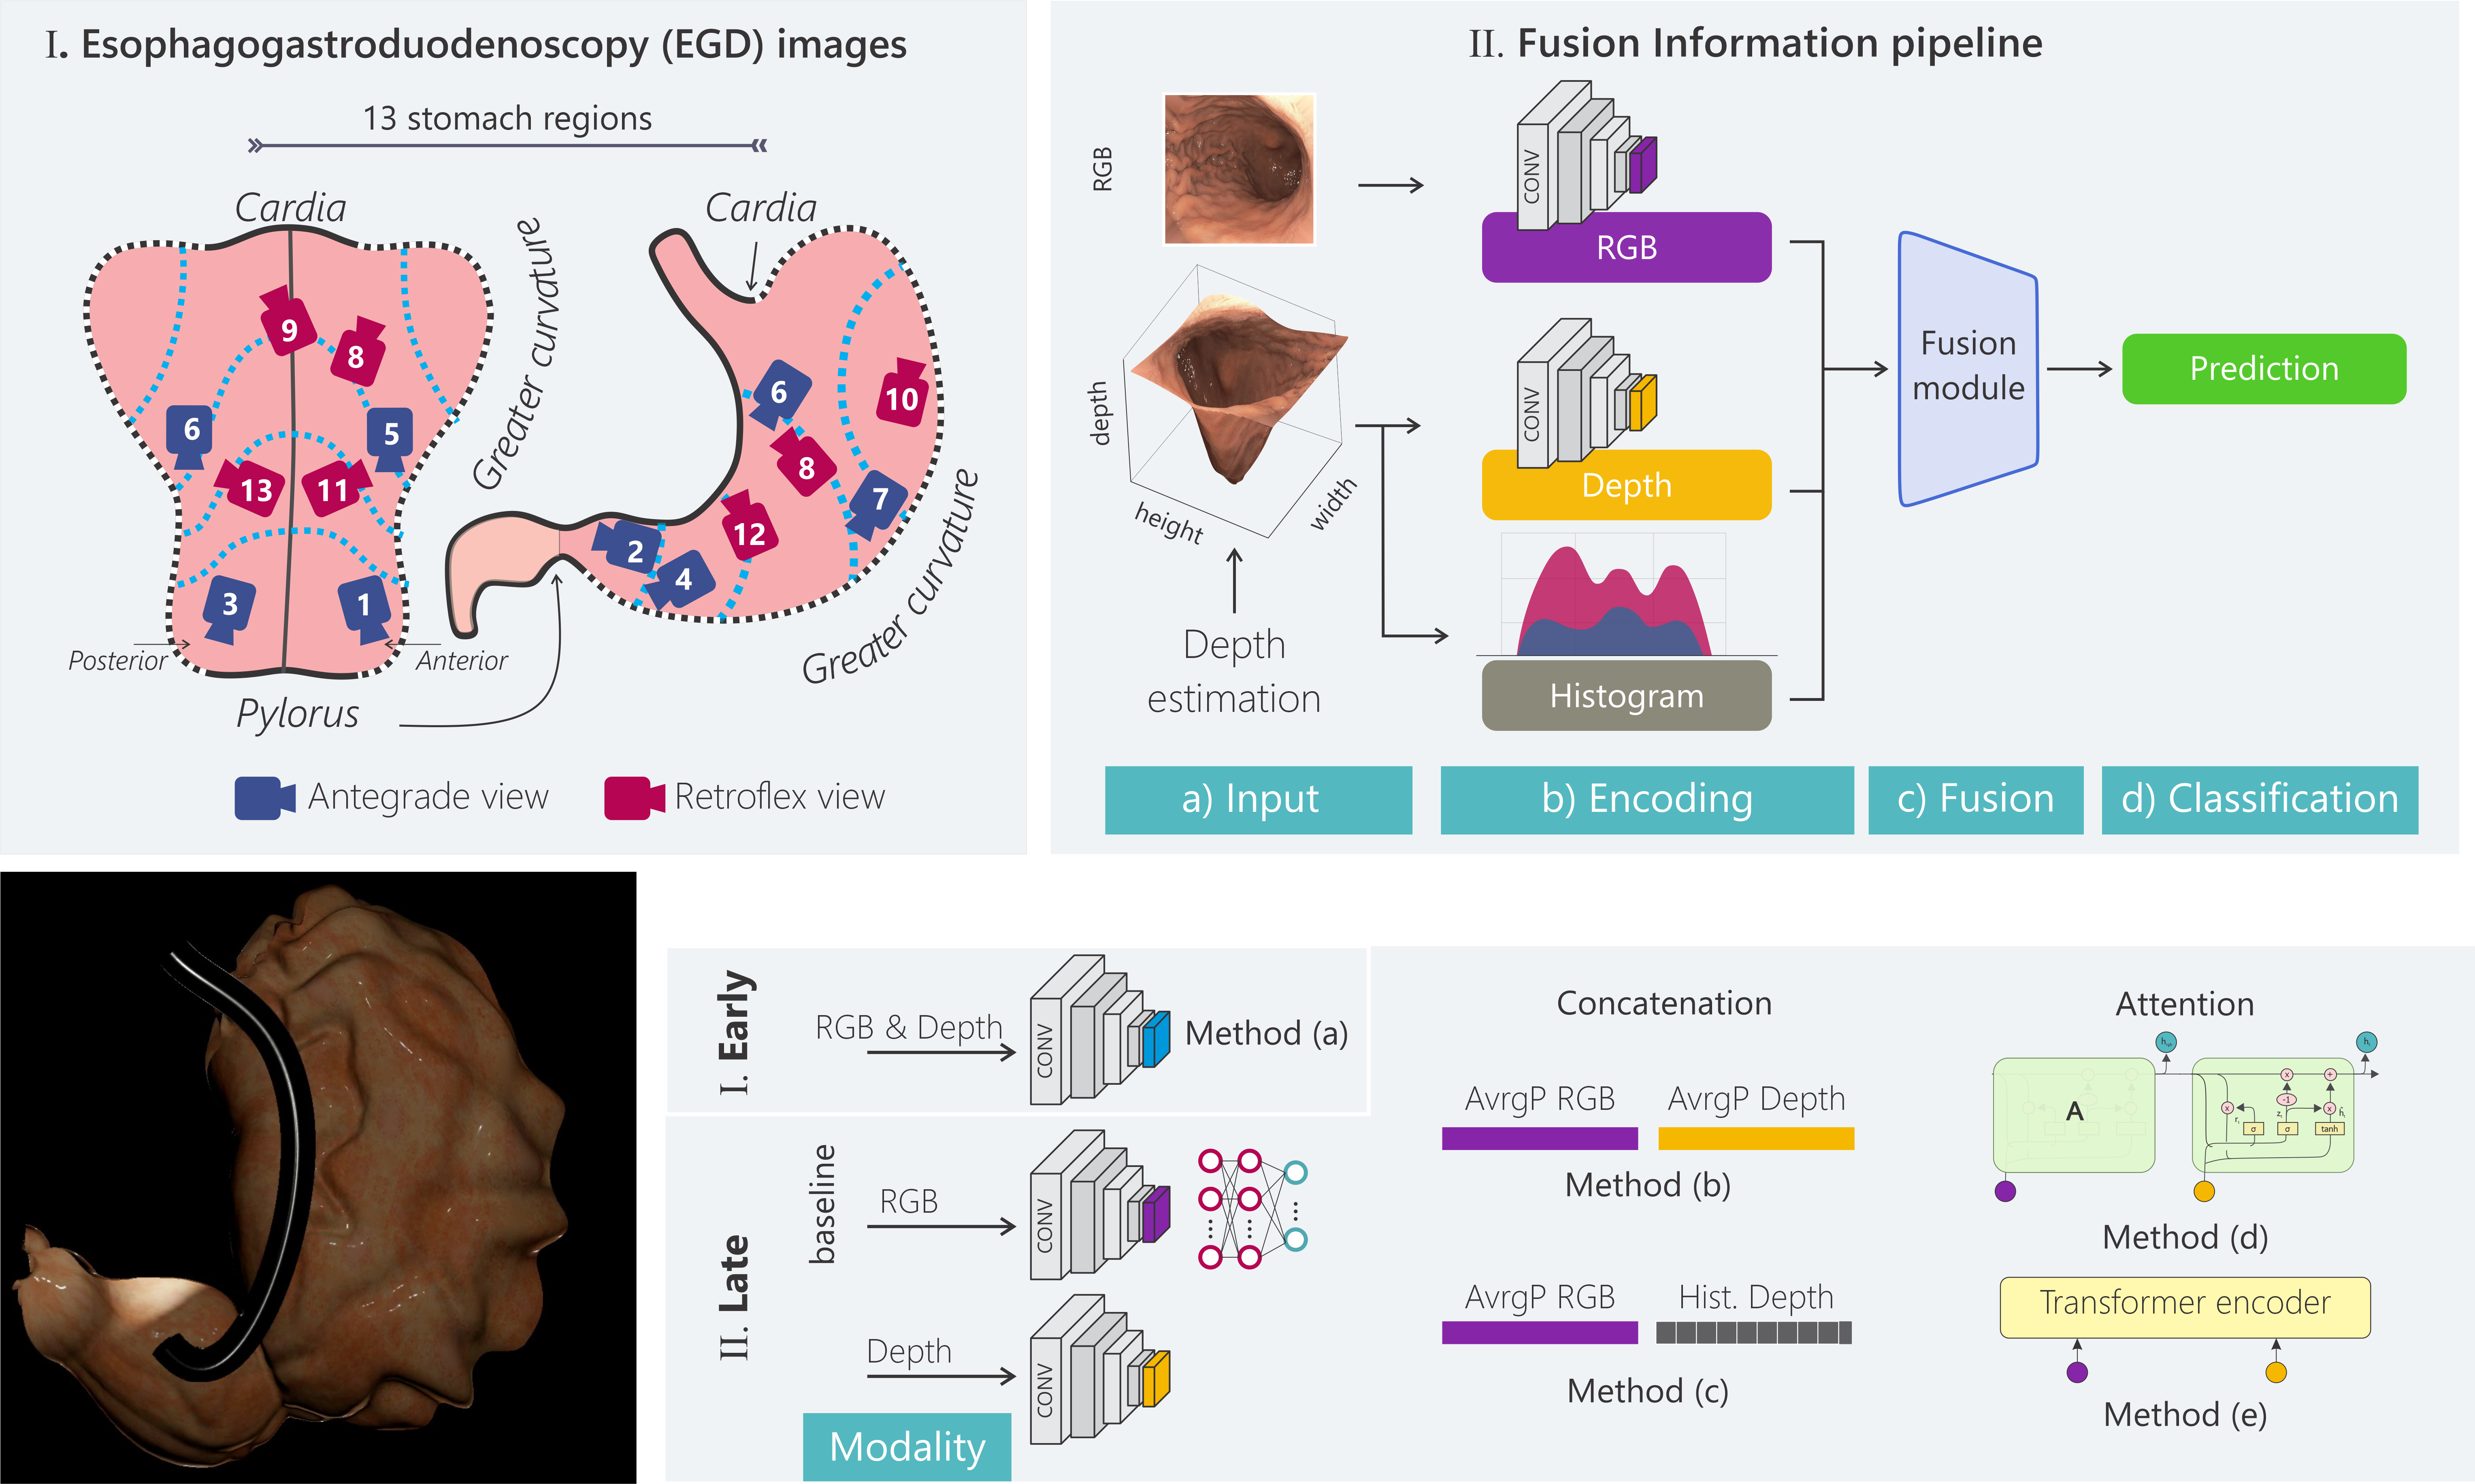 I. Esophagogastroduodenoscopy (EGD) images
13 stomach regions
Cardia
Cardia
Greater curvature
Greater curvature
9
8
6
5
13
11
3
1
6
10
8
7
12
2
4
Posterior
Anterior
Pylorus
Antegrade view
Retroflex view
II. Fusion Information pipeline
RGB
CONV
RGB
depth
height
width
CONV
Depth
Depth
estimation
Histogram
Fusion
module
Prediction
a) Input
b) Encoding
c) Fusion
d) Classification
I. Early
RGB & Depth
CONV
Method (a)
II. Late
baseline
RGB
CONV
Depth
CONV
Modality
Concatenation
AvrgP RGB
AvrgP Depth
Method (b)
AvrgP RGB
Hist. Depth
Method (c)
Attention
A
x
+
-1
x
x
σ
σ
tanh
Method (d)
Transformer encoder
Method (e)